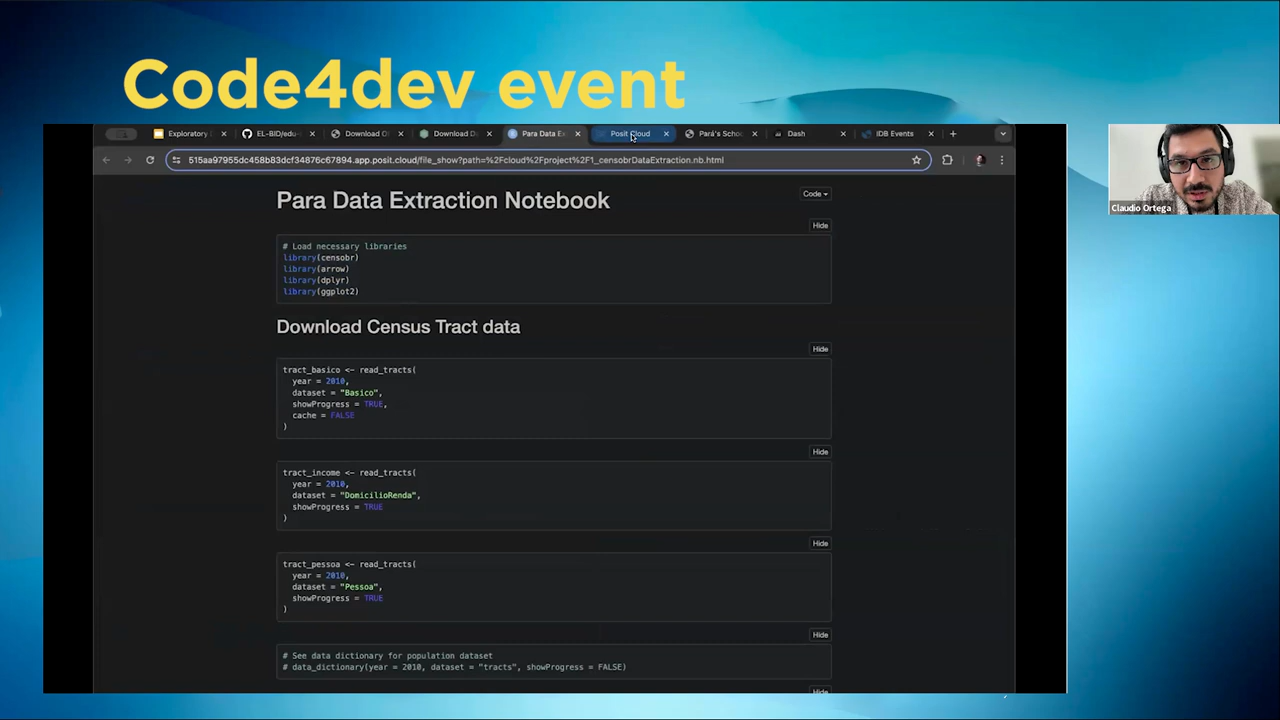 Code4dev event
Exploratory
EL-BID/edu-
Download O
Download Da
Para Data Ex
Posit Cloud
Pará's Schoo
Dash
IDB Events
515aa97955dc458b83dcf34876c67894.app.posit.cloud/file_show?path=%2Fcloud%2Fproject%2F1_censobrDataExtraction.nb.html
Claudio Ortega
Para Data Extraction Notebook
Code
Hide
# Load necessary libraries
library(censobr)
library(arrow)
library(dplyr)
library(ggplot2)
Download Census Tract data
Hide
tract_basico <- read_tracts(
year = 2010,
dataset = "Basico",
showProgress = TRUE,
cache = FALSE
)
Hide
tract_income <- read_tracts(
year = 2010,
dataset = "DomicilioRenda",
showProgress = TRUE
)
Hide
tract_pessoa <- read_tracts(
year = 2010,
dataset = "Pessoa",
showProgress = TRUE
)
Hide
# See data dictionary for population dataset
# data_dictionary(year = 2010, dataset = "tracts", showProgress = FALSE)
Hide